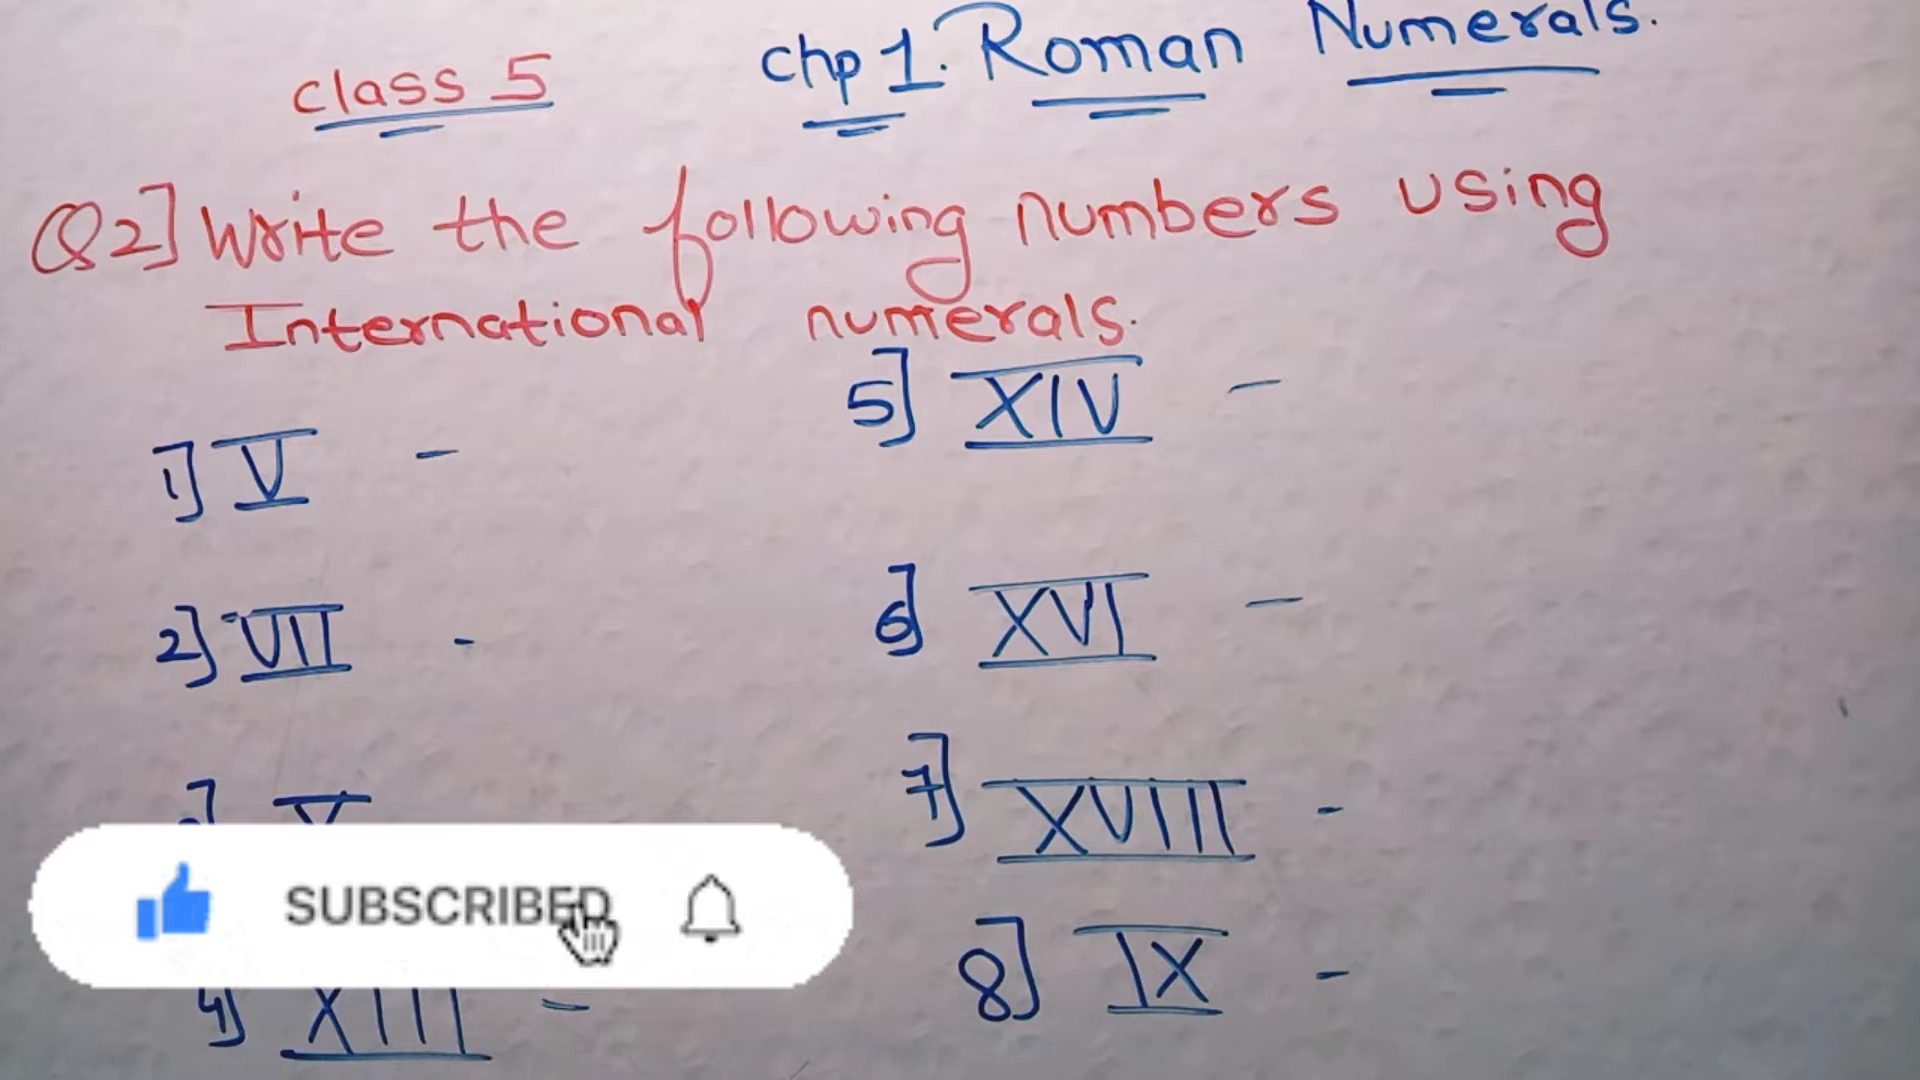 class 5 chp 1. Roman Numerals.
Q2] Write the following numbers using
International numerals.
1] V -
5] XIV -
2] VII -
6] XVI -
7] XVIII -
SUBSCRIBED
4] XIII -
8] IX -